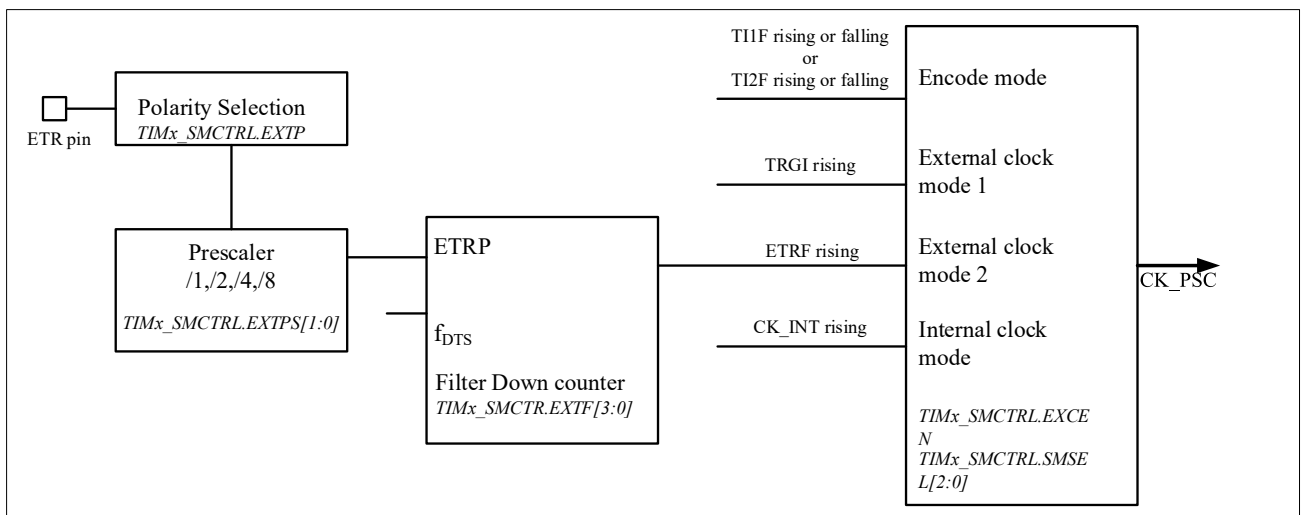 ETR pin
Polarity Selection
TIMx_SMCTRL.EXTP
Prescaler
/1,/2,/4,/8
TIMx_SMCTRL.EXTPS[1:0]
ETRP
fDTS
Filter Down counter
TIMx_SMCTR.EXTF[3:0]
TI1F rising or falling
or
TI2F rising or falling
TRGI rising
ETRF rising
CK_INT rising
Encode mode
External clock
mode 1
External clock
mode 2
Internal clock
mode
TIMx_SMCTRL.EXCE
N
TIMx_SMCTRL.SMSE
L[2:0]
CK_PSC